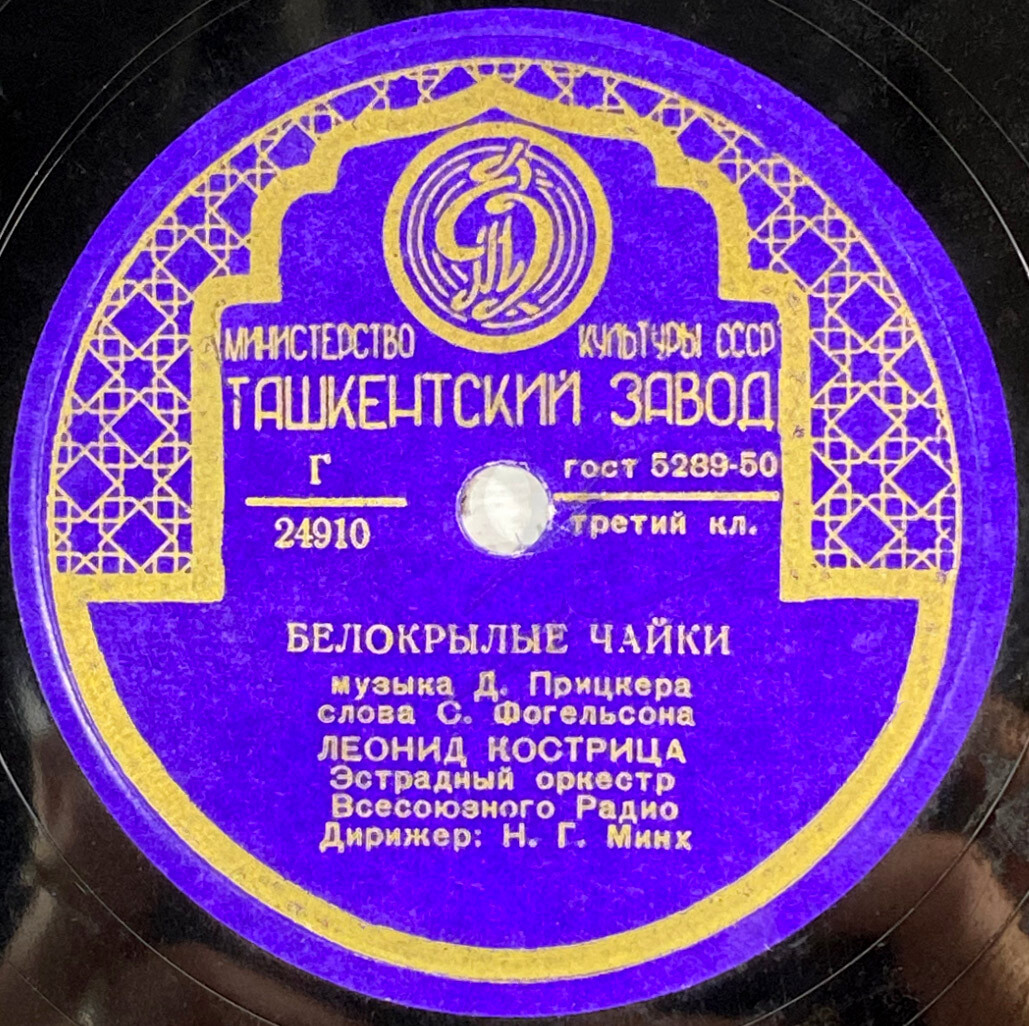 МИНИСТЕРСТВО КУЛЬТУРЫ СССР
ТАШКЕНТСКИЙ ЗАВОД
Г
24910
гост 5289-50
третий кл.
БЕЛОКРЫЛЫЕ ЧАЙКИ
музыка Д. Прицкера
слова С. Фогельсона
ЛЕОНИД КОСТРИЦА
Эстрадный оркестр
Всесоюзного Радио
Дирижер: Н. Г. Минх